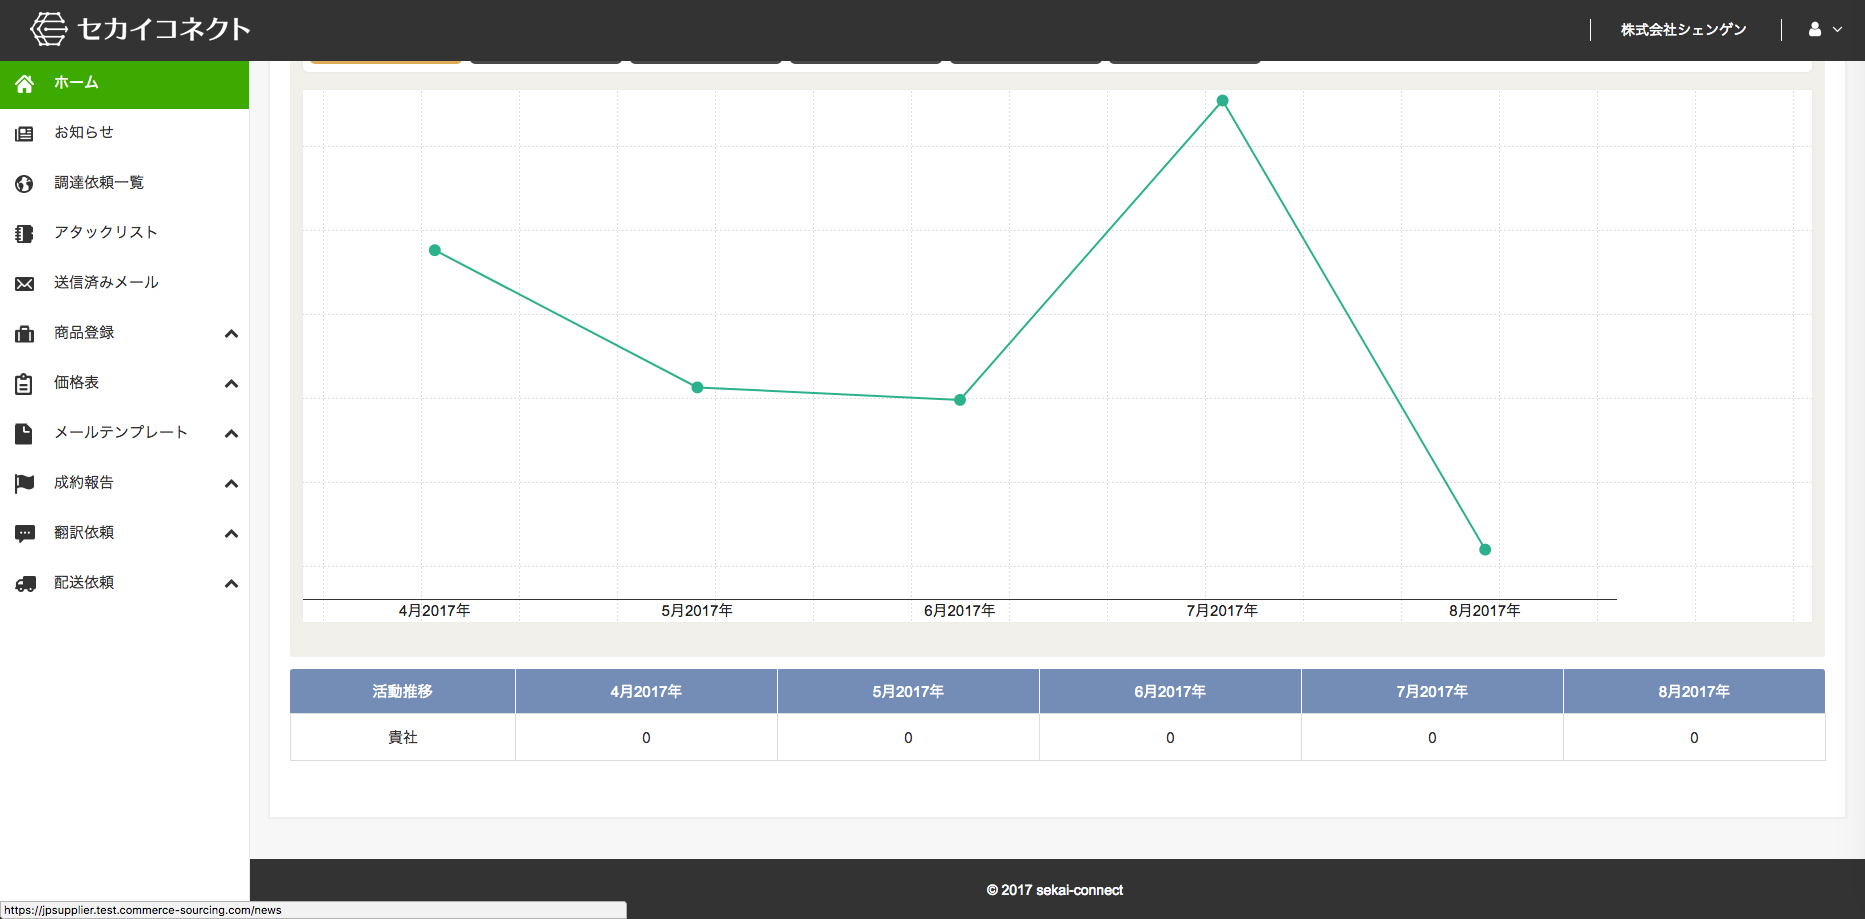 セカイコネクト
株式会社シェンゲン
ホーム
お知らせ
調達依頼一覧
アタックリスト
送信済みメール
商品登録
価格表
メールテンプレート
成約報告
翻訳依頼
配送依頼
4月2017年 5月2017年 6月2017年 7月2017年 8月2017年
活動推移 4月2017年 5月2017年 6月2017年 7月2017年 8月2017年
貴社 0 0 0 0 0
© 2017 sekai-connect
https://jpsupplier.test.commerce-sourcing.com/news